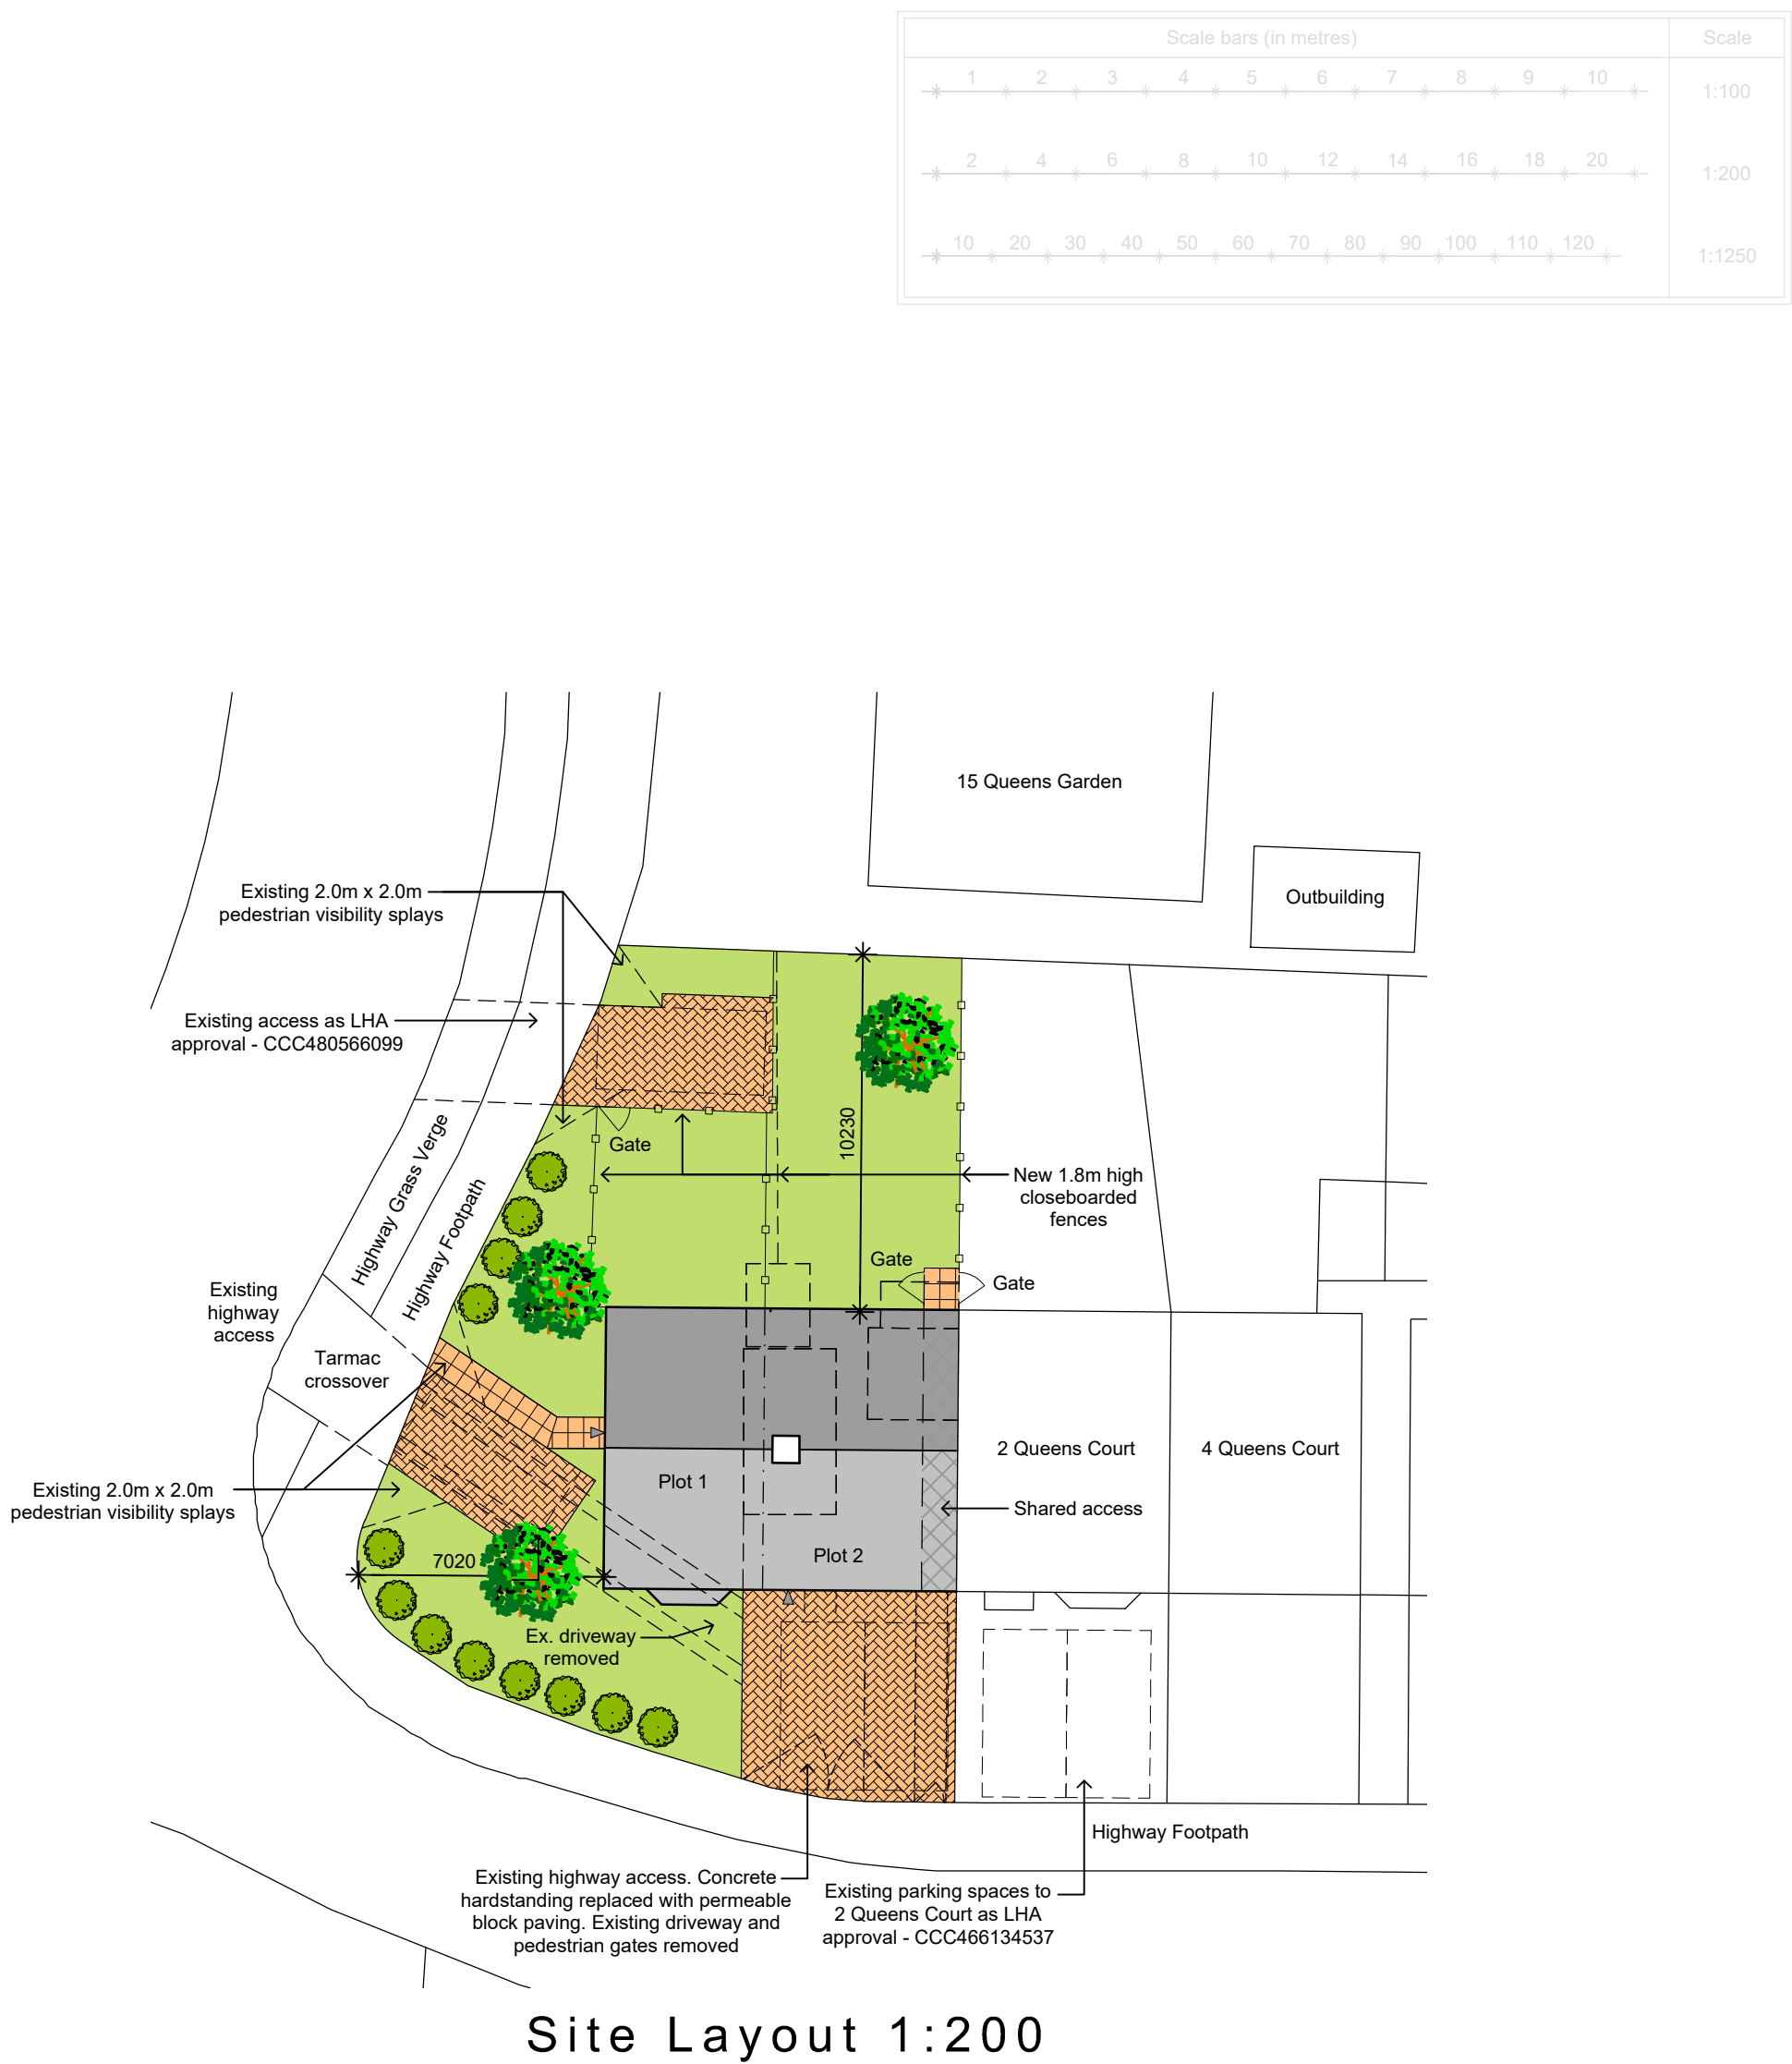 Scale bars (in metres)
Scale
1 2 3 4 5 6 7 8 9 10
1:100
2 4 6 8 10 12 14 16 18 20
1:200
10 20 30 40 50 60 70 80 90 100 110 120
1:1250
15 Queens Garden
Outbuilding
Existing 2.0m x 2.0m
pedestrian visibility splays
Existing access as LHA
approval - CCC480566099
Gate
10230
New 1.8m high
closeboarded
fences
Highway Grass Verge
Highway Footpath
Gate
Gate
Existing
highway
access
Tarmac
crossover
2 Queens Court
4 Queens Court
Plot 1
Existing 2.0m x 2.0m
pedestrian visibility splays
Shared access
Plot 2
7020
Ex. driveway
removed
Highway Footpath
Existing highway access. Concrete
hardstanding replaced with permeable
block paving. Existing driveway and
pedestrian gates removed
Existing parking spaces to
2 Queens Court as LHA
approval - CCC466134537
Site Layout 1:200